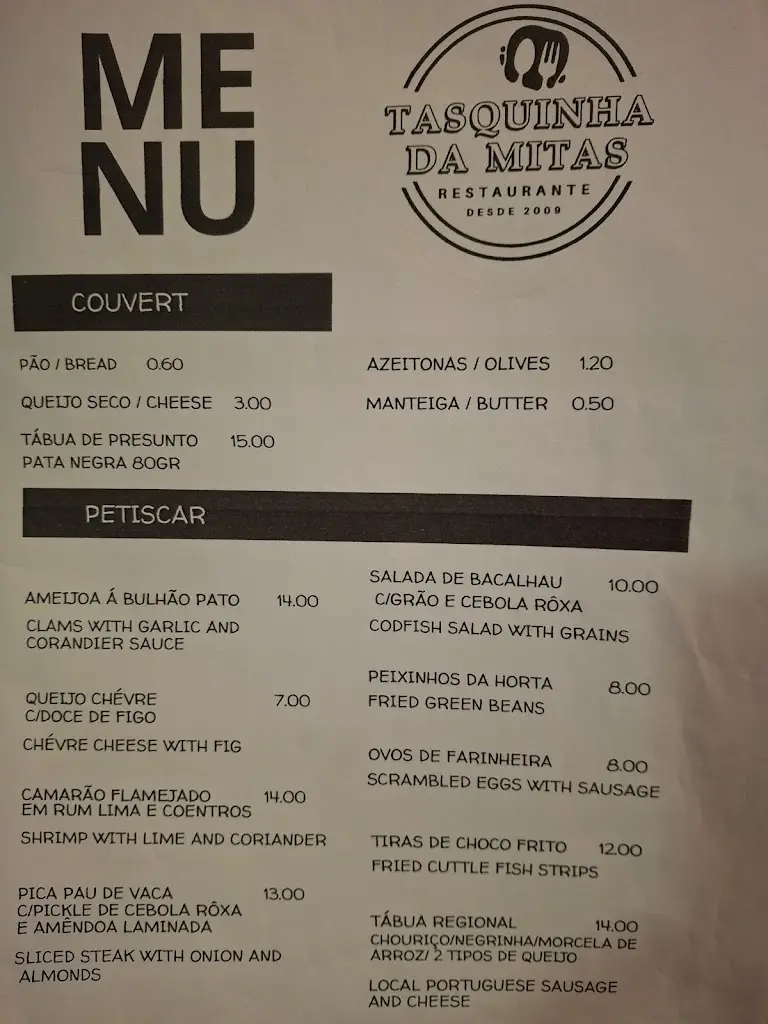 ME
NU
TASQUINHA
DA MITAS
RESTAURANTE
DESDE 2009
COUVERT
PÃO / BREAD 0.60
QUEIJO SECO / CHEESE 3.00
TÁBUA DE PRESUNTO 15.00
PATA NEGRA 80GR
AZEITONAS / OLIVES 1.20
MANTEIGA / BUTTER 0.50
PETISCAR
AMEIJOA Á BULHÃO PATO 14.00
CLAMS WITH GARLIC AND
CORANDIER SAUCE
QUEIJO CHÉVRE 7.00
C/DOCE DE FIGO
CHÉVRE CHEESE WITH FIG
CAMARÃO FLAMEJADO 14.00
EM RUM LIMA E COENTROS
SHRIMP WITH LIME AND CORIANDER
PICA PAU DE VACA 13.00
C/PICKLE DE CEBOLA RÔXA
E AMÊNDOA LAMINADA
SLICED STEAK WITH ONION AND
ALMONDS
SALADA DE BACALHAU 10.00
C/GRÃO E CEBOLA RÔXA
CODFISH SALAD WITH GRAINS
PEIXINHOS DA HORTA 8.00
FRIED GREEN BEANS
OVOS DE FARINHEIRA 8.00
SCRAMBLED EGGS WITH SAUSAGE
TIRAS DE CHOCO FRITO 12.00
FRIED CUTTLE FISH STRIPS
TÁBUA REGIONAL 14.00
CHOURIÇO/NEGRINHA/MORCELA DE
ARROZ/ 2 TIPOS DE QUEIJO
LOCAL PORTUGUESE SAUSAGE
AND CHEESE